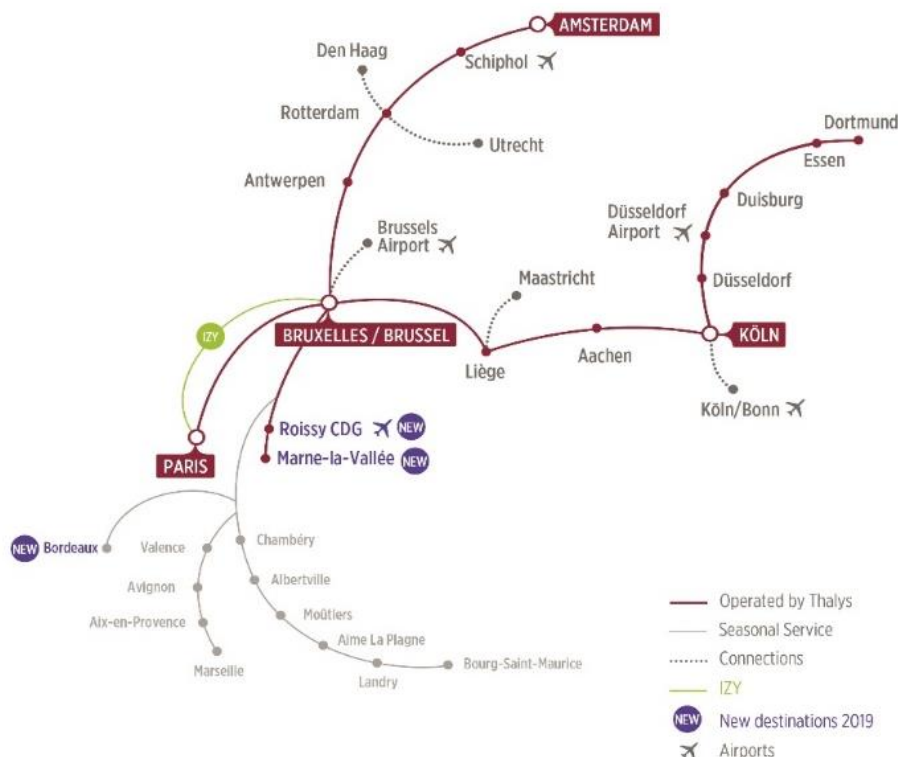 AMSTERDAM
Den Haag
Schiphol
Rotterdam
Utrecht
Dortmund
Essen
Antwerpen
Duisburg
Brussels
Airport
Düsseldorf
Airport
Maastricht
Düsseldorf
IZY
BRUXELLES / BRUSSEL
KÖLN
Aachen
Liège
Köln/Bonn
Roissy CDG NEW
PARIS
Marne-la-Vallée NEW
NEW Bordeaux
Valence
Chambéry
Avignon
Albertville
Aix-en-Provence
Moûtiers
Marseille
Aime La Plagne
Bourg-Saint-Maurice
Landry
Operated by Thalys
Seasonal Service
Connections
IZY
NEW New destinations 2019
Airports